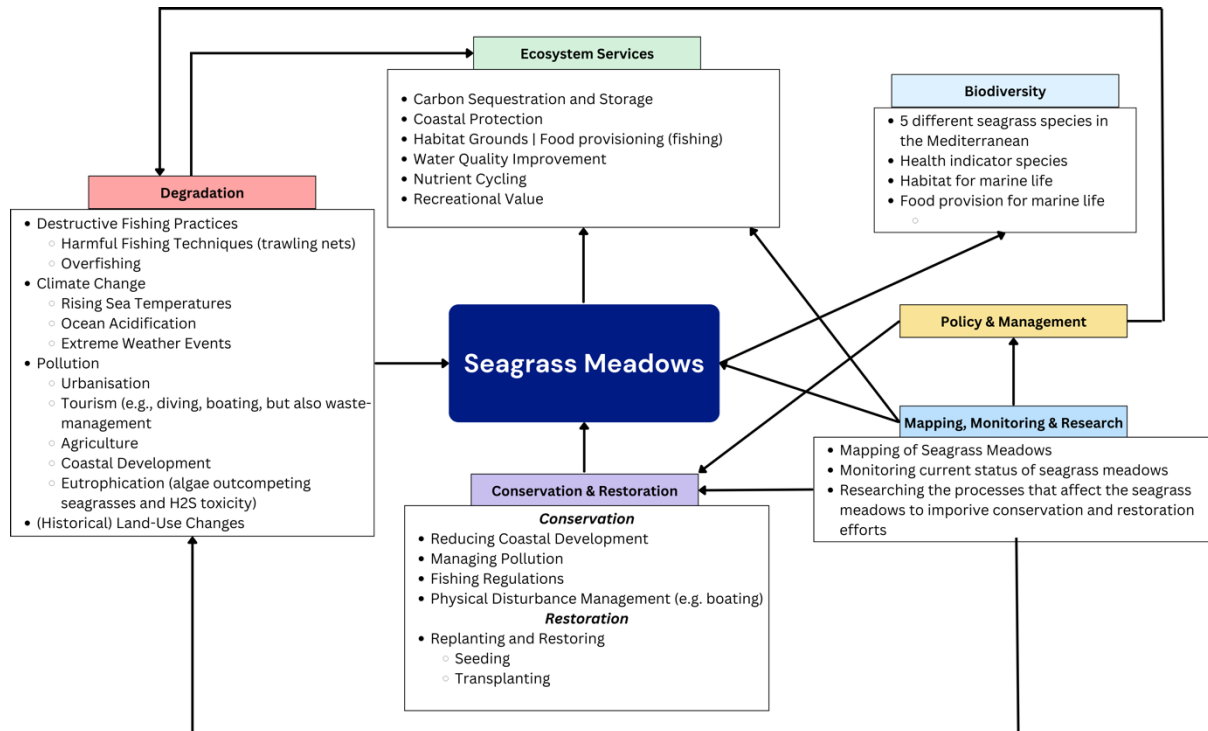 Ecosystem Services
Carbon Sequestration and Storage
Coastal Protection
Habitat Grounds | Food provisioning (fishing)
Water Quality Improvement
Nutrient Cycling
Recreational Value
Biodiversity
5 different seagrass species in
the Mediterranean
Health indicator species
Habitat for marine life
Food provision for marine life
Degradation
Destructive Fishing Practices
Harmful Fishing Techniques (trawling nets)
Overfishing
Climate Change
Rising Sea Temperatures
Ocean Acidification
Extreme Weather Events
Pollution
Urbanisation
Tourism (e.g., diving, boating, but also waste-
management
Agriculture
Coastal Development
Eutrophication (algae outcompeting
seagrasses and H2S toxicity)
(Historical) Land-Use Changes
Seagrass Meadows
Policy & Management
Mapping, Monitoring & Research
Mapping of Seagrass Meadows
Monitoring current status of seagrass meadows
Researching the processes that affect the seagrass
meadows to imporive conservation and restoration
efforts
Conservation & Restoration
Conservation
Reducing Coastal Development
Managing Pollution
Fishing Regulations
Physical Disturbance Management (e.g. boating)
Restoration
Replanting and Restoring
Seeding
Transplanting